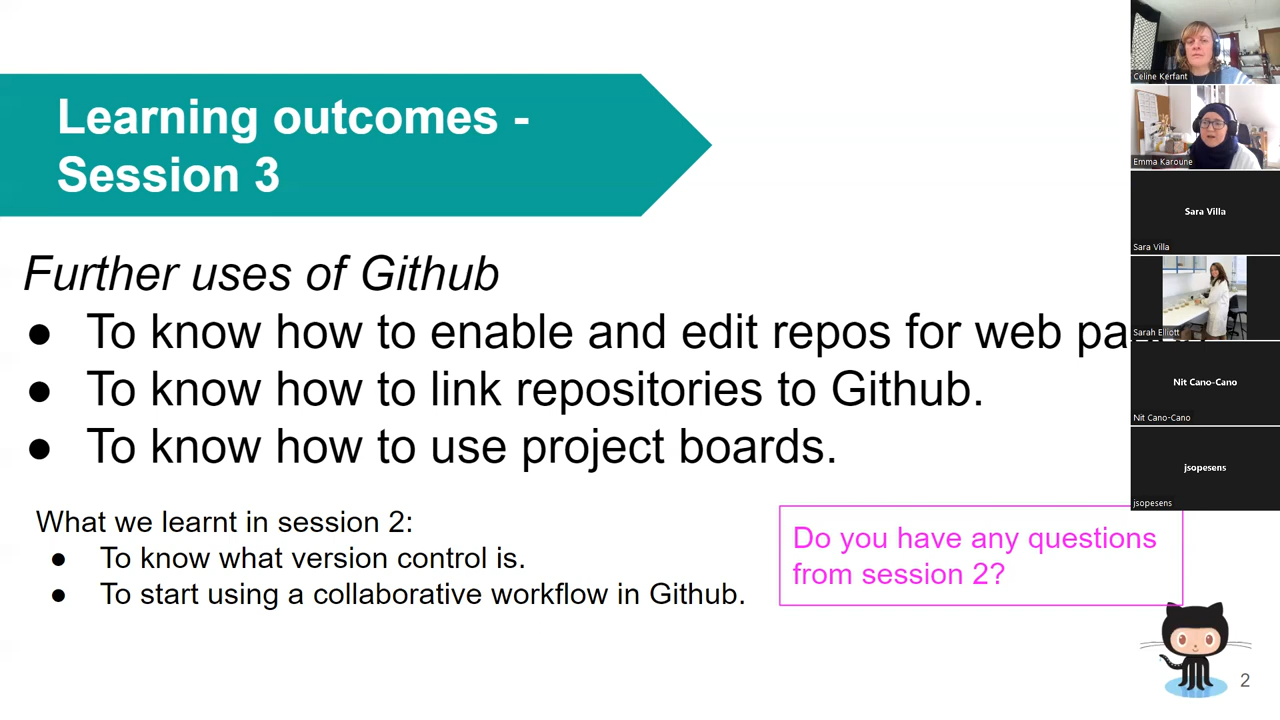 Learning outcomes -
Session 3
Further uses of Github
● To know how to enable and edit repos for web
● To know how to link repositories to Github.
● To know how to use project boards.
What we learnt in session 2:
● To know what version control is.
● To start using a collaborative workflow in Github.
Do you have any questions
from session 2?
2
Celine Kerfant
Emma Karoune
Sara Villa
Sara Villa
Sarah Elliott
Nit Cano-Cano
Nit Cano-Cano
jsopesens
jsopesens